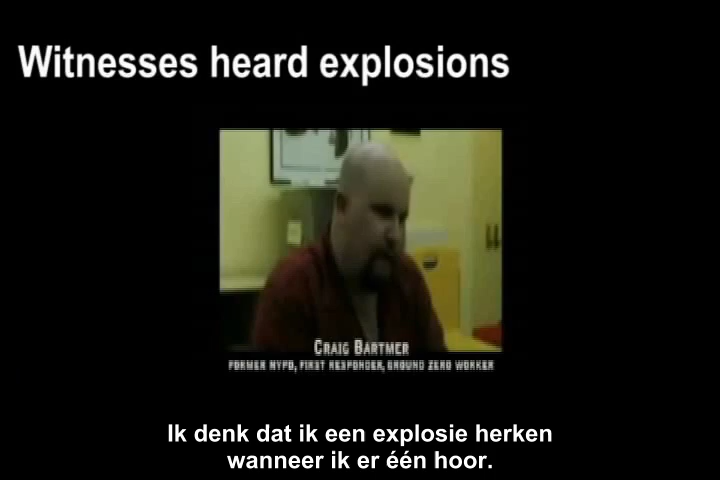 Witnesses heard explosions
CRAIG BARTMER
FORMER NYPD, FIRST RESPONDER, GROUND ZERO WORKER
Ik denk dat ik een explosie herken
wanneer ik er één hoor.